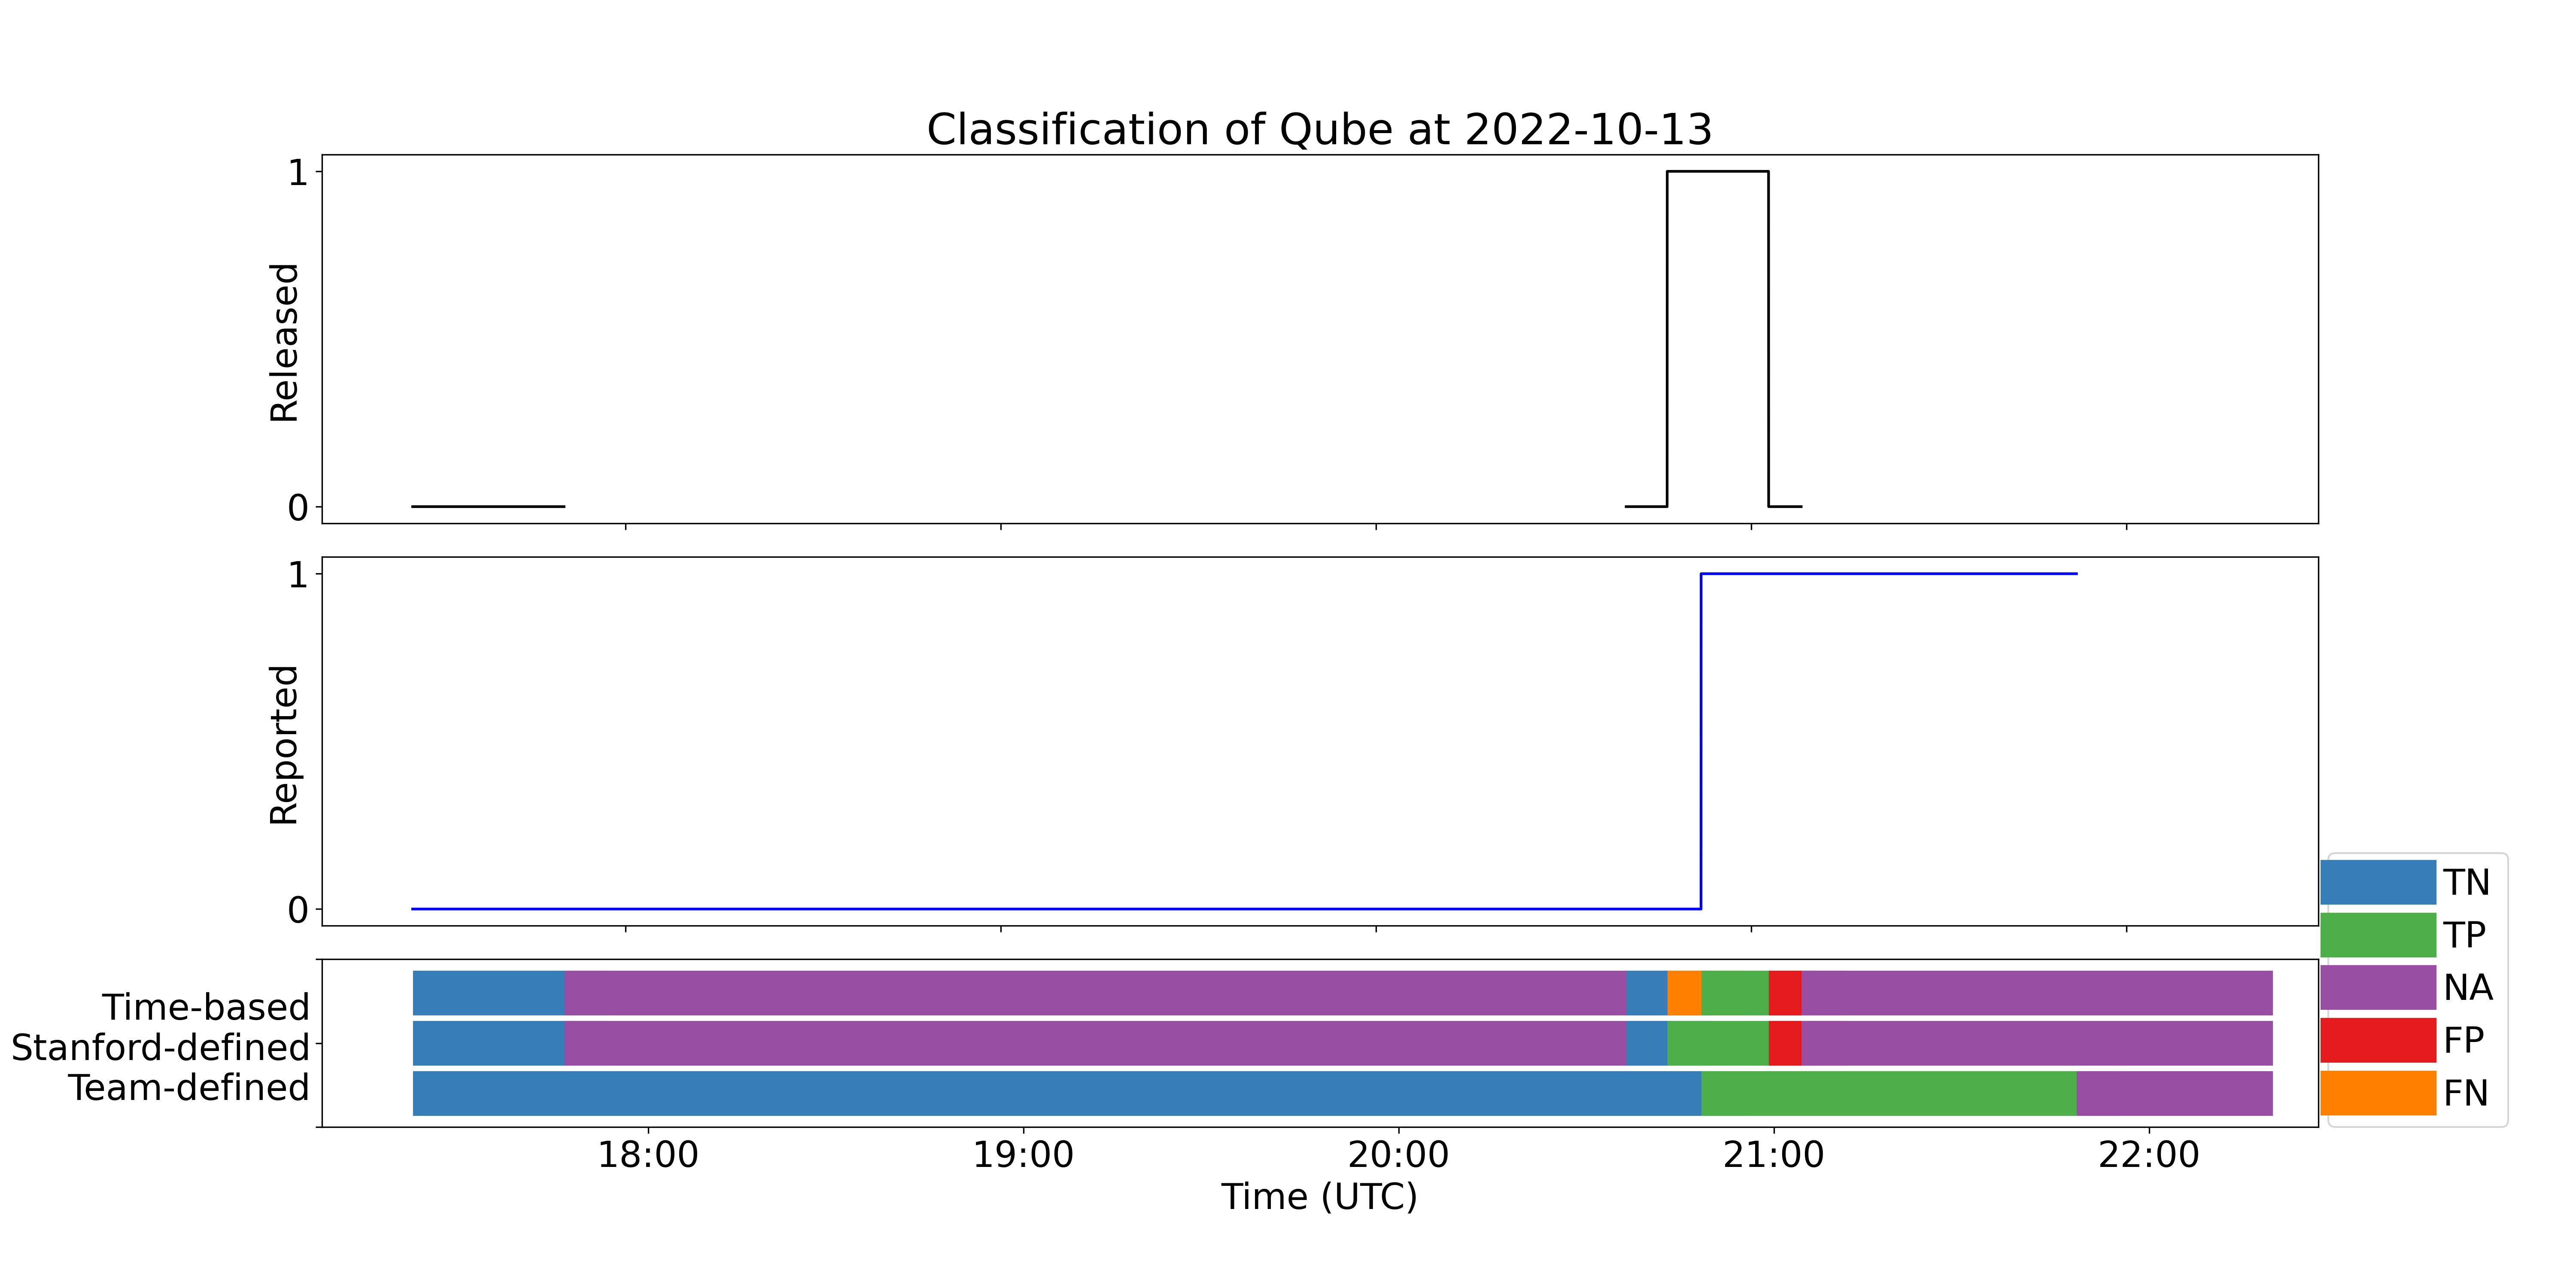 Classification of Qube at 2022-10-13
1
Released
0
1
Reported
0
TN
TP
NA
FP
FN
Time-based
Stanford-defined
Team-defined
18:00 19:00 20:00 21:00 22:00
Time (UTC)